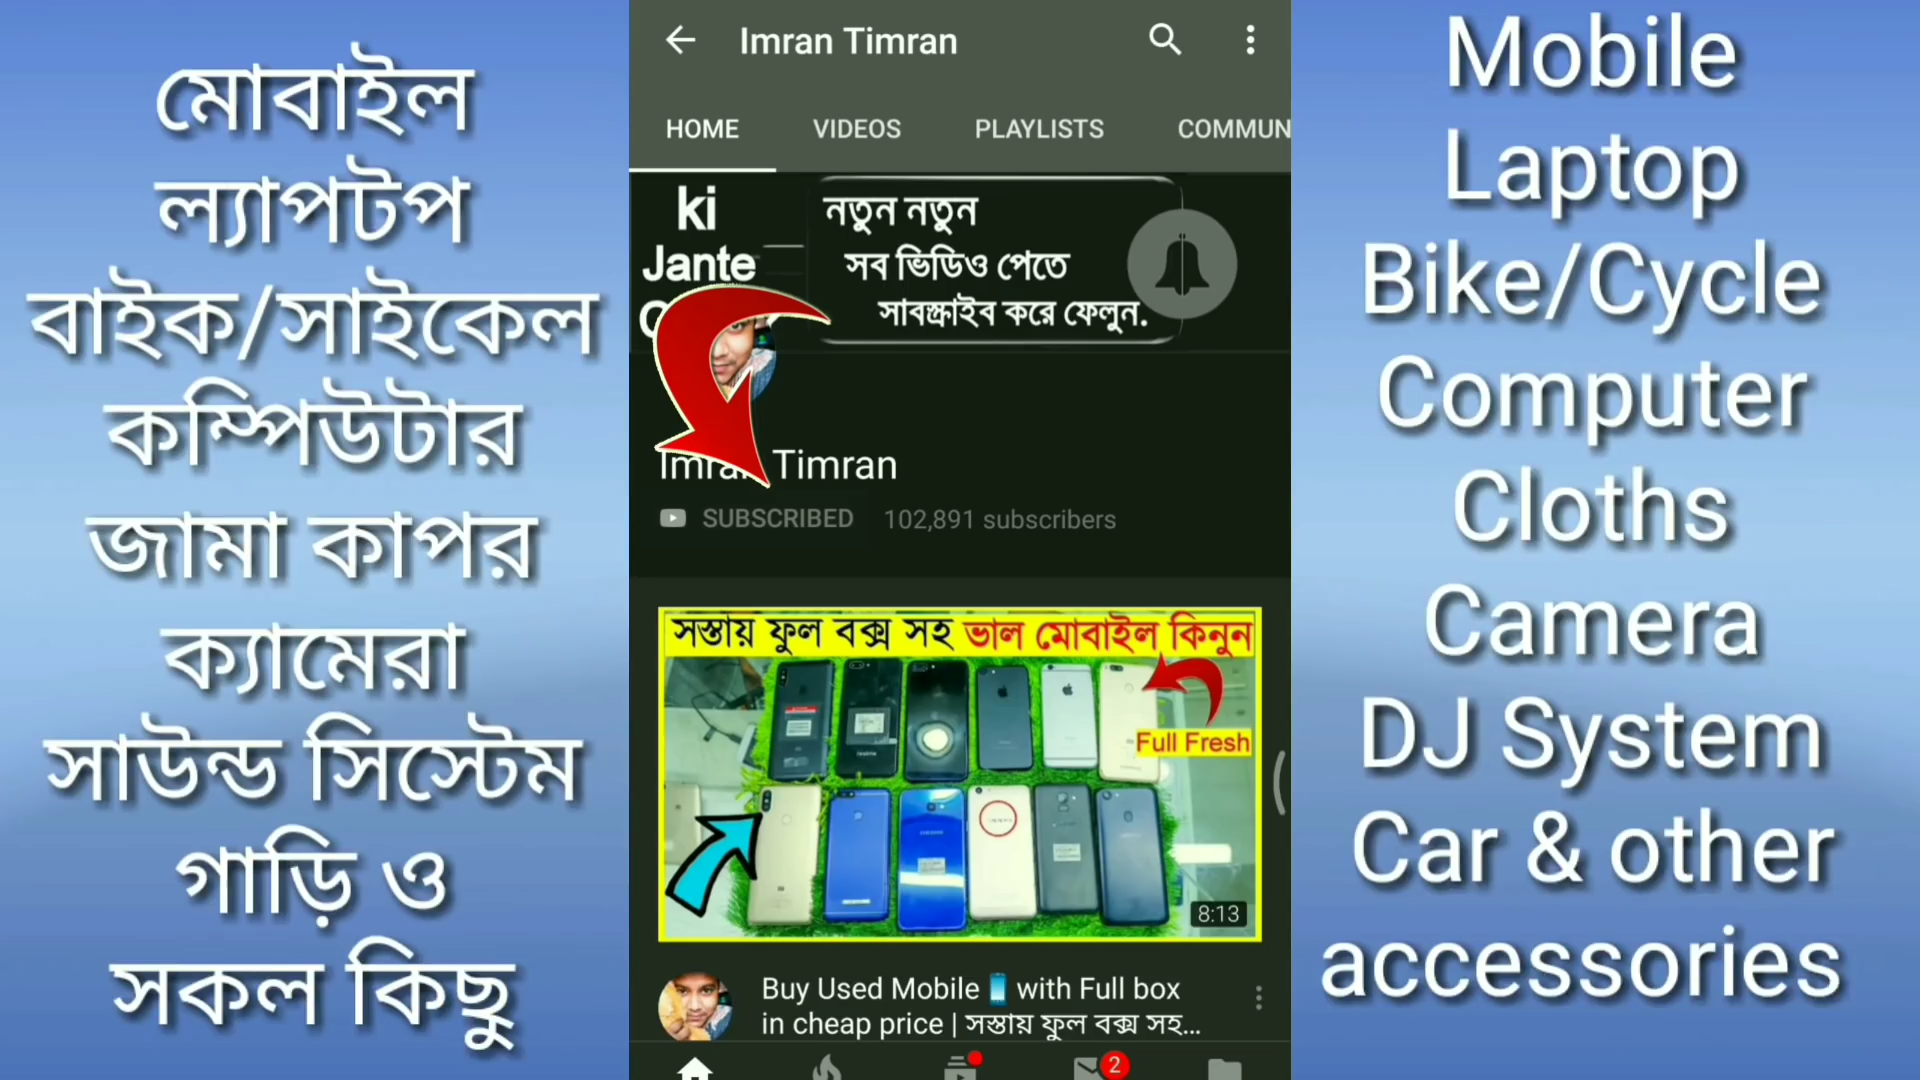 মোবাইল
ল্যাপটপ
বাইক/সাইকেল
কম্পিউটার
জামা কাপর
ক্যামেরা
সাউন্ড সিস্টেম
গাড়ি ও
সকল কিছু
Imran Timran
HOME VIDEOS PLAYLISTS COMMUN
ki
Jante
নতুন নতুন
সব ভিডিও পেতে
সাবস্ক্রাইব করে ফেলুন.
Imran Timran
SUBSCRIBED 102,891 subscribers
সস্তায় ফুল বক্স সহ ভাল মোবাইল কিনুন
Full Fresh
8:13
Buy Used Mobile with Full box
in cheap price | সস্তায় ফুল বক্স সহ...
2
Mobile
Laptop
Bike/Cycle
Computer
Cloths
Camera
DJ System
Car & other
accessories